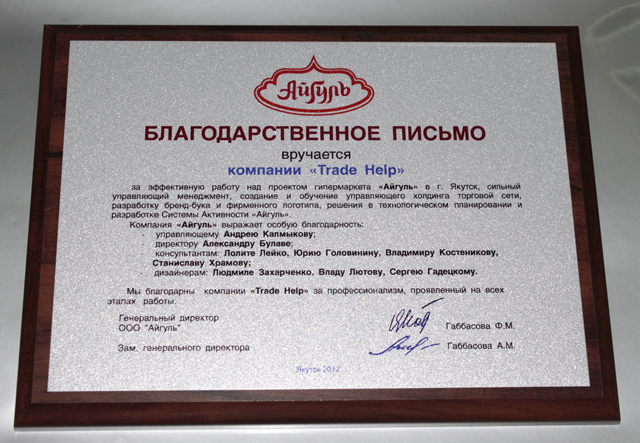 Айгуль
БЛАГОДАРСТВЕННОЕ ПИСЬМО
вручается
компании «Trade Help»
за эффективную работу над проектом гипермаркета «Айгуль» в г. Якутск, сильный
управляющий менеджмент, создание и обучение управляющего холдинга торговой сети,
разработку бренд-бука и фирменного логотипа, решения в технологическом планировании и
разработке Системы Активности «Айгуль».
Компания «Айгуль» выражает особую благодарность:
- управляющему Андрею Калмыкову;
- директору Александру Булаве;
- консультантам: Лолите Лейко, Юрию Головинину, Владимиру Костеникову,
Станиславу Храмову;
- дизайнерам: Людмиле Захарченко, Владу Лютову, Сергею Гадецкому.
Мы благодарны компании «Trade Help» за профессионализм, проявленный на всех
этапах работы.
Генеральный директор
ООО "Айгуль" Габбасова Ф.М.
Зам. генерального директора Габбасова А.М.
Якутск 2012